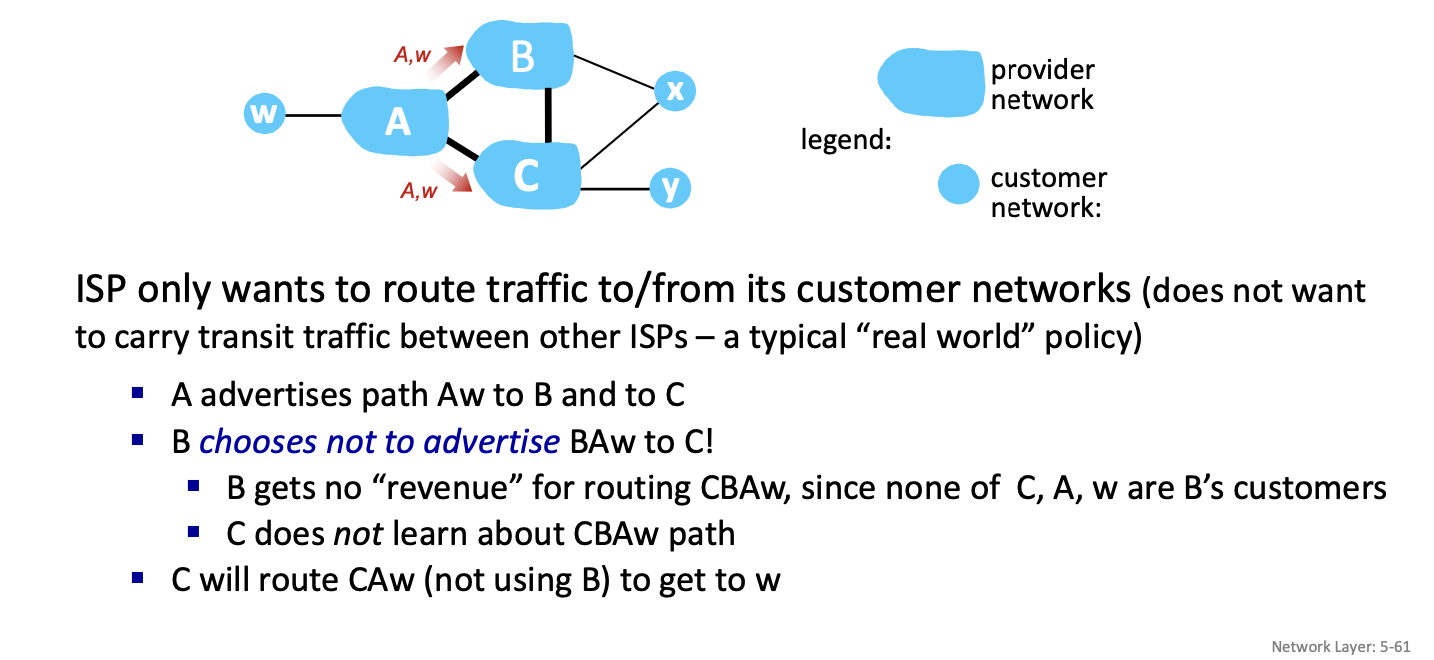 A,w
B
x
w
A
C
A,w
y
provider
network
legend:
customer
network:
ISP only wants to route traffic to/from its customer networks (does not want
to carry transit traffic between other ISPs – a typical “real world” policy)
▪ A advertises path Aw to B and to C
▪ B chooses not to advertise BAw to C!
▪ B gets no “revenue” for routing CBAw, since none of C, A, w are B’s customers
▪ C does not learn about CBAw path
▪ C will route CAw (not using B) to get to w
Network Layer: 5-61